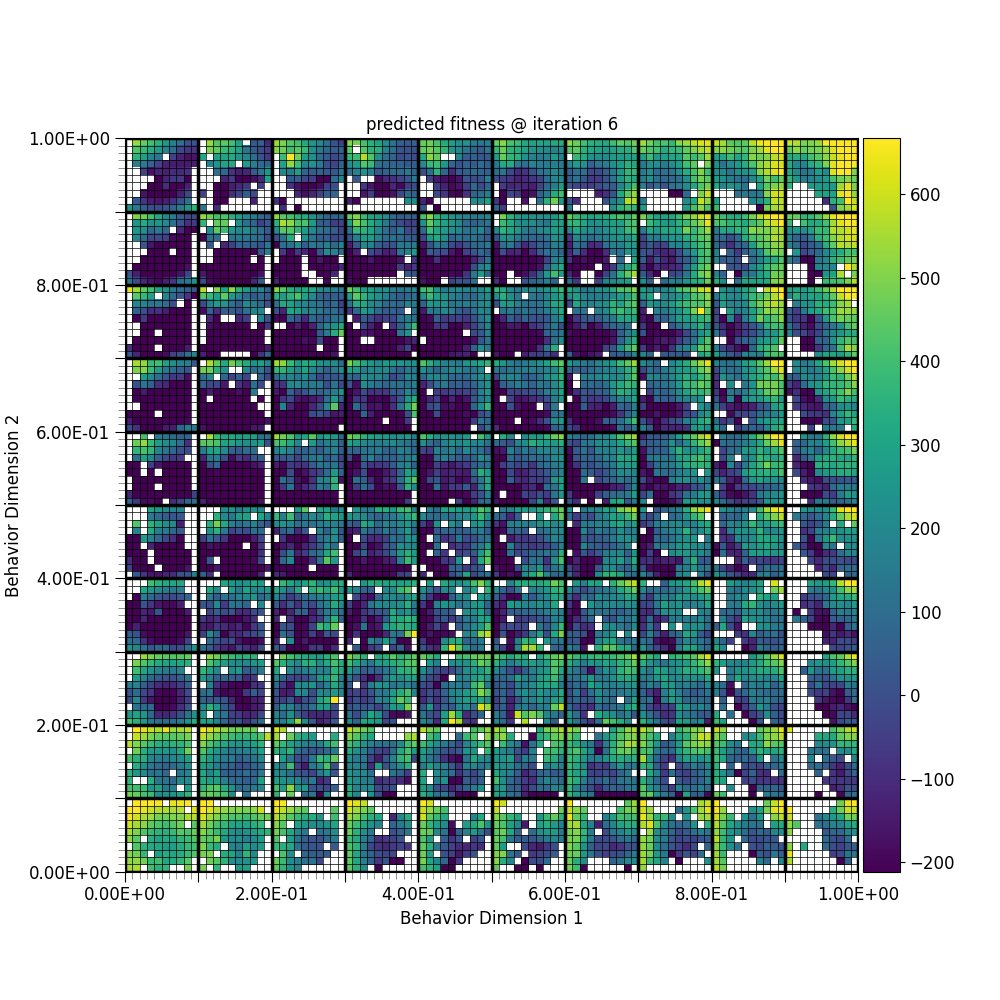 predicted fitness @ iteration 6
1.00E+00
8.00E-01
6.00E-01
4.00E-01
2.00E-01
0.00E+00
Behavior Dimension 2
0.00E+00 2.00E-01 4.00E-01 6.00E-01 8.00E-01 1.00E+00
Behavior Dimension 1
600
500
400
300
200
100
0
−100
−200